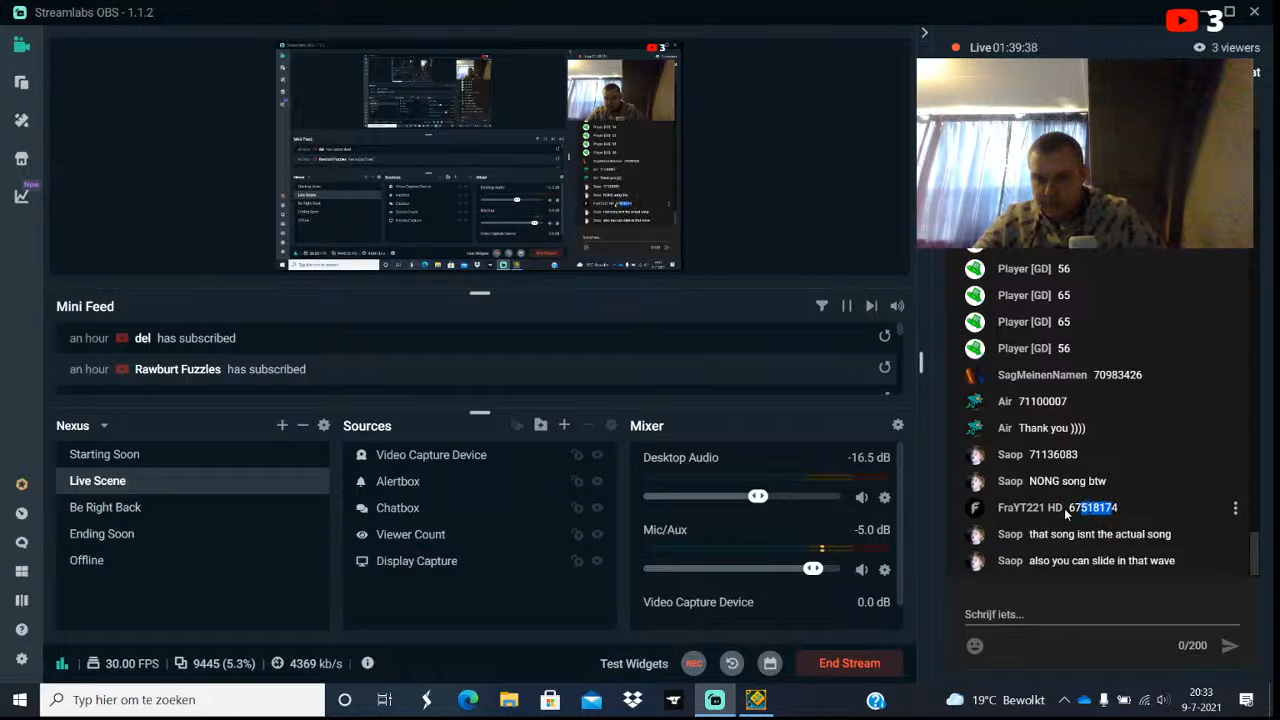 Streamlabs OBS - 1.1.2
3
Live 01:39:38
3 viewers
at
New
Mini Feed
an hour del has subscribed
an hour Rawburt Fuzzles has subscribed
Nexus
Starting Soon
Live Scene
Be Right Back
Ending Soon
Offline
Sources
Video Capture Device
Alertbox
Chatbox
Viewer Count
Display Capture
Mixer
Desktop Audio -16.5 dB
Mic/Aux -5.0 dB
Video Capture Device 0.0 dB
Player [GD] 56
Player [GD] 65
Player [GD] 65
Player [GD] 56
SagMeinenNamen 70983426
Air 71100007
Air Thank you ))))
Saop 71136083
Saop NONG song btw
FraYT221 HD 67518174
Saop that song isnt the actual song
Saop also you can slide in that wave
Schrijf iets...
0/200
30.00 FPS
9445 (5.3%)
4369 kb/s
Test Widgets
REC
End Stream
Typ hier om te zoeken
19°C Bewolkt
20:33
9-7-2021